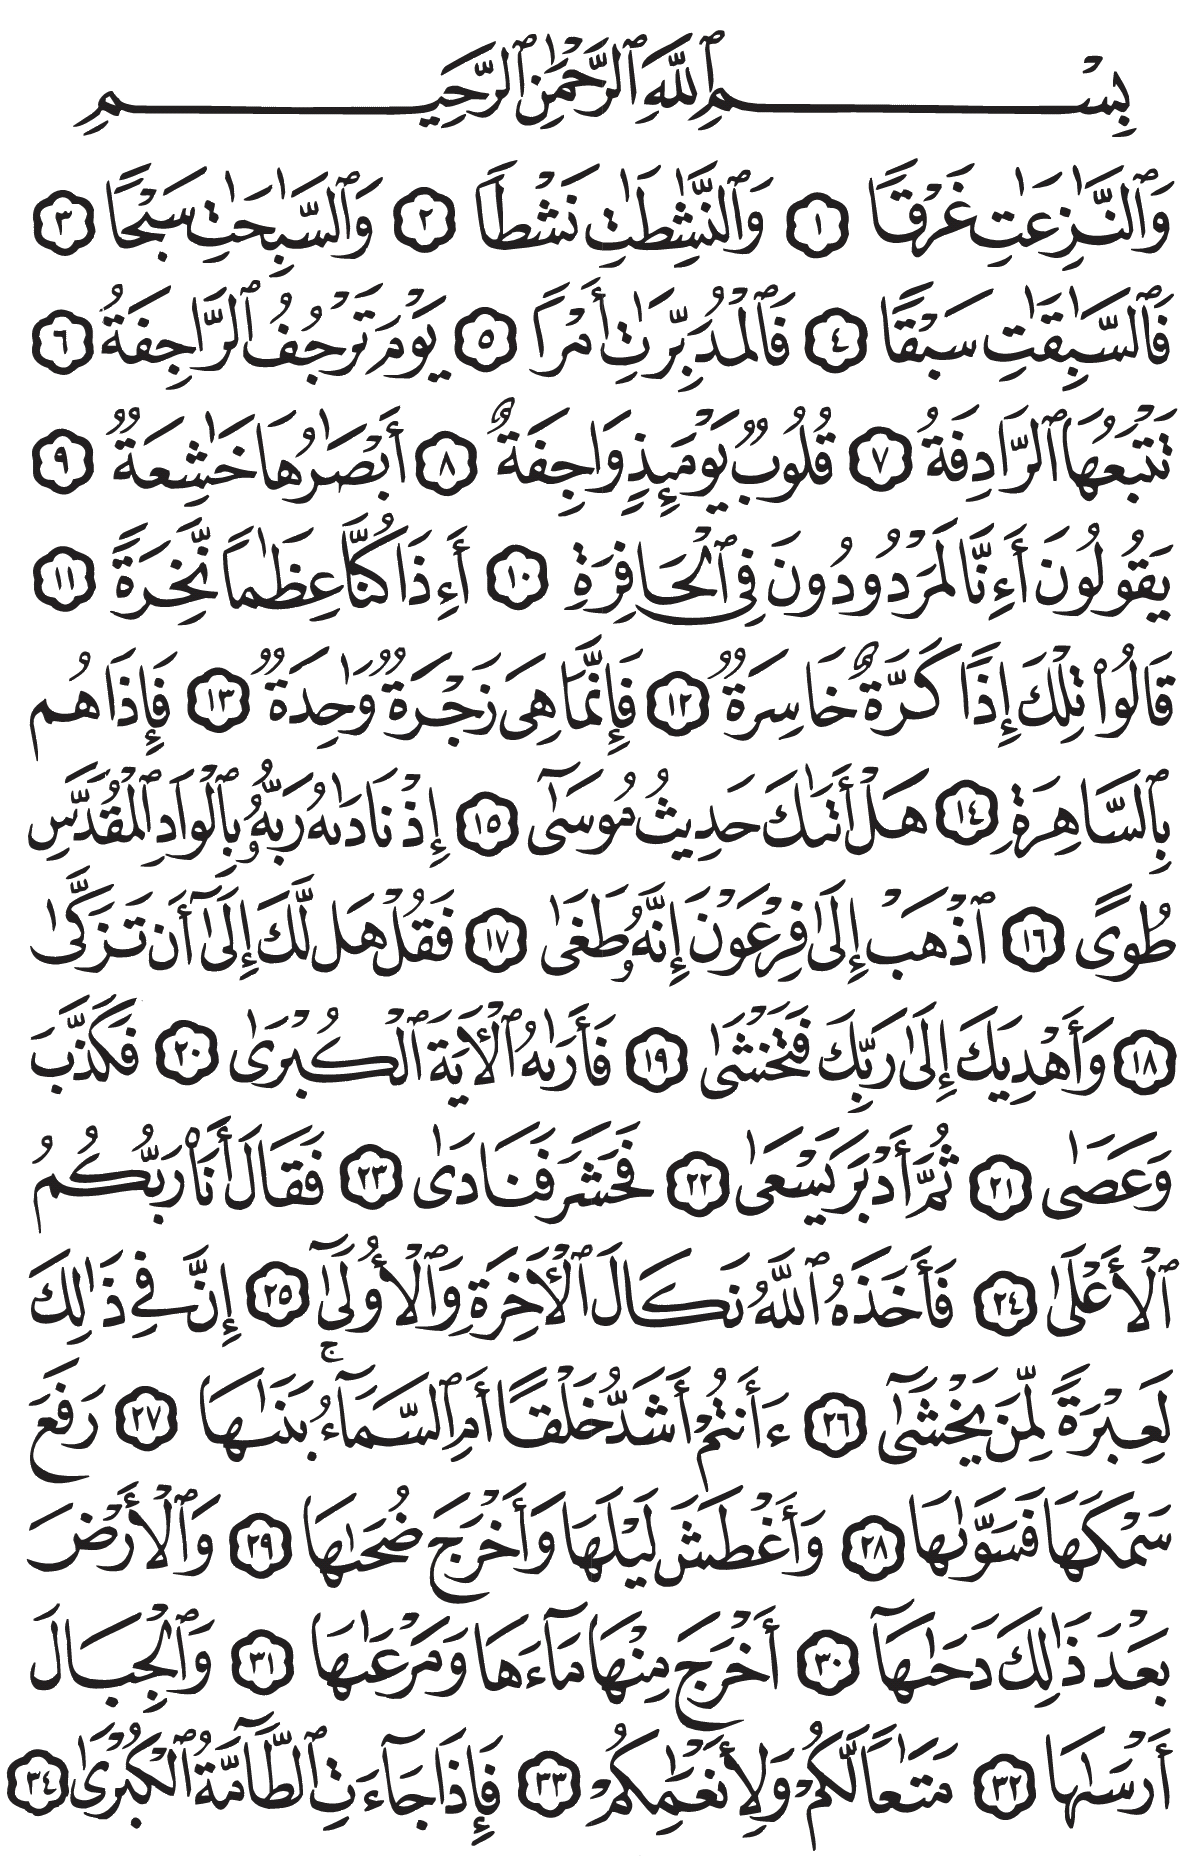 بِسْمِ ٱللَّهِ ٱلرَّحْمَٰنِ ٱلرَّحِيمِ
وَٱلنَّٰزِعَٰتِ غَرْقًا ١ وَٱلنَّٰشِطَٰتِ نَشْطًا ٢ وَٱلسَّٰبِحَٰتِ سَبْحًا ٣
فَٱلسَّٰبِقَٰتِ سَبْقًا ٤ فَٱلْمُدَبِّرَٰتِ أَمْرًا ٥ يَوْمَ تَرْجُفُ ٱلرَّاجِفَةُ ٦
تَتْبَعُهَا ٱلرَّادِفَةُ ٧ قُلُوبٌ يَوْمَئِذٍ وَاجِفَةٌ ٨ أَبْصَٰرُهَا خَٰشِعَةٌ ٩
يَقُولُونَ أَءِنَّا لَمَرْدُودُونَ فِى ٱلْحَافِرَةِ ١٠ أَءِذَا كُنَّا عِظَٰمًا نَّخِرَةً ١١
قَالُوا۟ تِلْكَ إِذًا كَرَّةٌ خَاسِرَةٌ ١٢ فَإِنَّمَا هِىَ زَجْرَةٌ وَٰحِدَةٌ ١٣ فَإِذَا هُم
بِٱلسَّاهِرَةِ ١٤ هَلْ أَتَىٰكَ حَدِيثُ مُوسَىٰٓ ١٥ إِذْ نَادَىٰهُ رَبُّهُۥ بِٱلْوَادِ ٱلْمُقَدَّسِ
طُوًى ١٦ ٱذْهَبْ إِلَىٰ فِرْعَوْنَ إِنَّهُۥ طَغَىٰ ١٧ فَقُلْ هَل لَّكَ إِلَىٰٓ أَن تَزَكَّىٰ
١٨ وَأَهْدِيَكَ إِلَىٰ رَبِّكَ فَتَخْشَىٰ ١٩ فَأَرَىٰهُ ٱلْـَٔايَةَ ٱلْكُبْرَىٰ ٢٠ فَكَذَّبَ
وَعَصَىٰ ٢١ ثُمَّ أَدْبَرَ يَسْعَىٰ ٢٢ فَحَشَرَ فَنَادَىٰ ٢٣ فَقَالَ أَنَا۠ رَبُّكُمُ
ٱلْأَعْلَىٰ ٢٤ فَأَخَذَهُ ٱللَّهُ نَكَالَ ٱلْـَٔاخِرَةِ وَٱلْأُولَىٰٓ ٢٥ إِنَّ فِى ذَٰلِكَ
لَعِبْرَةً لِّمَن يَخْشَىٰٓ ٢٦ ءَأَنتُمْ أَشَدُّ خَلْقًا أَمِ ٱلسَّمَآءُ ۚ بَنَىٰهَا ٢٧ رَفَعَ
سَمْكَهَا فَسَوَّىٰهَا ٢٨ وَأَغْطَشَ لَيْلَهَا وَأَخْرَجَ ضُحَىٰهَا ٢٩ وَٱلْأَرْضَ
بَعْدَ ذَٰلِكَ دَحَىٰهَآ ٣٠ أَخْرَجَ مِنْهَا مَآءَهَا وَمَرْعَىٰهَا ٣١ وَٱلْجِبَالَ
أَرْسَىٰهَا ٣٢ مَتَٰعًا لَّكُمْ وَلِأَنْعَٰمِكُمْ ٣٣ فَإِذَا جَآءَتِ ٱلطَّآمَّةُ ٱلْكُبْرَىٰ ٣٤